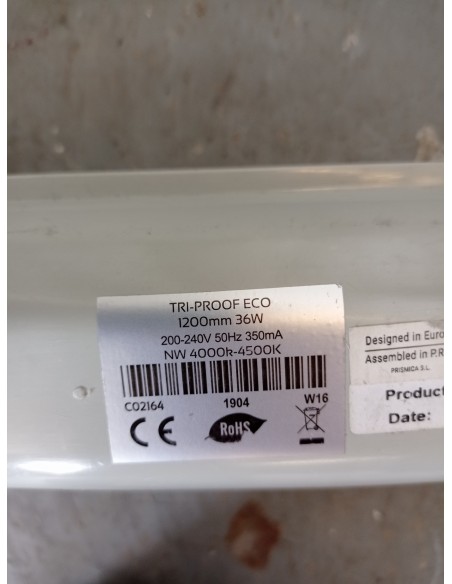 TRI-PROOF ECO
1200mm 36W
200-240V 50Hz 350mA
NW 4000k-4500K
C02164 1904 W16
CE RoHS
Designed in Euro
Assembled in P.R
PRISMICA S.L.
Product
Date: